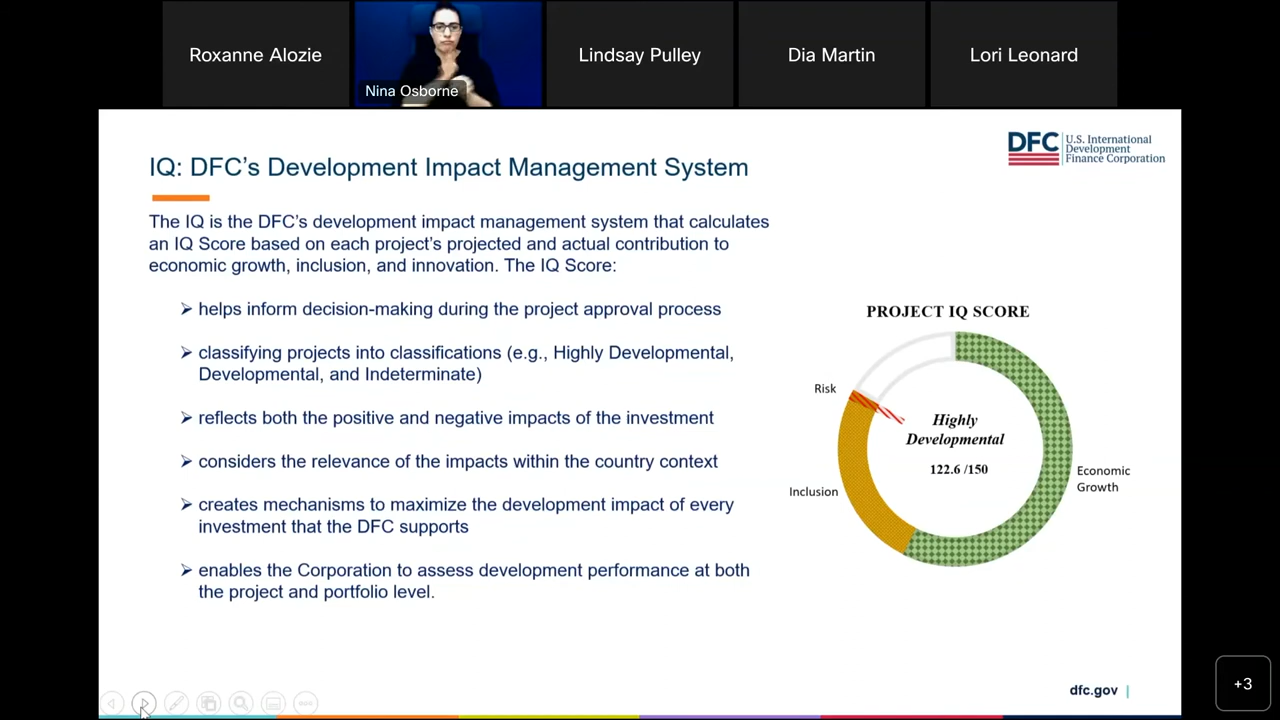 Roxanne Alozie
Nina Osborne
Lindsay Pulley
Dia Martin
Lori Leonard
IQ: DFC’s Development Impact Management System
DFC
U.S. International
Development
Finance Corporation
The IQ is the DFC’s development impact management system that calculates
an IQ Score based on each project’s projected and actual contribution to
economic growth, inclusion, and innovation. The IQ Score:
➢ helps inform decision-making during the project approval process
➢ classifying projects into classifications (e.g., Highly Developmental,
Developmental, and Indeterminate)
➢ reflects both the positive and negative impacts of the investment
➢ considers the relevance of the impacts within the country context
➢ creates mechanisms to maximize the development impact of every
investment that the DFC supports
➢ enables the Corporation to assess development performance at both
the project and portfolio level.
PROJECT IQ SCORE
Risk
Highly
Developmental
122.6 /150
Inclusion
Economic
Growth
dfc.gov |
+3